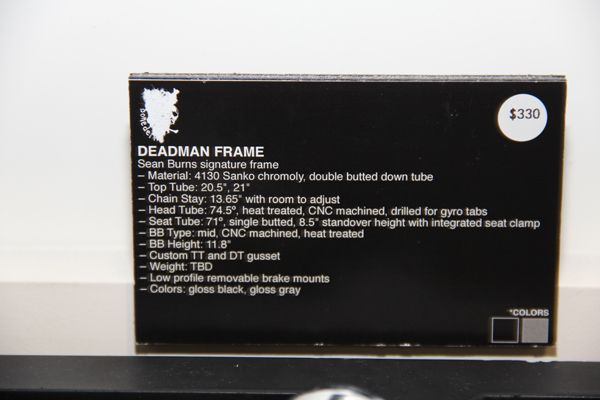 $330
DEADMAN FRAME
Sean Burns signature frame
– Material: 4130 Sanko chromoly, double butted down tube
– Top Tube: 20.5", 21"
– Chain Stay: 13.65" with room to adjust
– Head Tube: 74.5º, heat treated, CNC machined, drilled for gyro tabs
– Seat Tube: 71º, single butted, 8.5" standover height with integrated seat clamp
– BB Type: mid, CNC machined, heat treated
– BB Height: 11.8"
– Custom TT and DT gusset
– Weight: TBD
– Low profile removable brake mounts
– Colors: gloss black, gloss gray
*COLORS